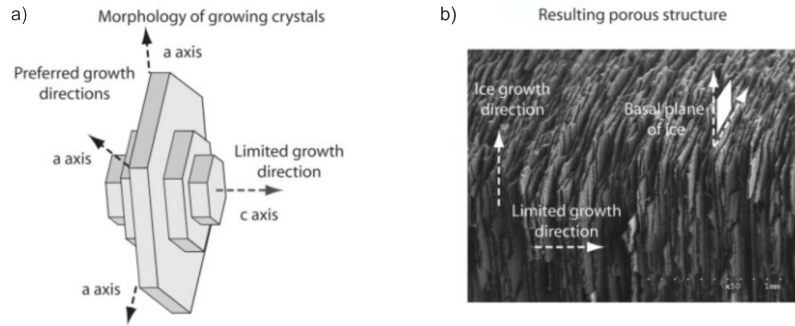 a)
Morphology of growing crystals
a axis
Preferred growth
directions
a axis
Limited growth
direction
c axis
a axis
b)
Resulting porous structure
Ice growth
direction
Basal plane
of ice
Limited growth
direction
x50 1mm